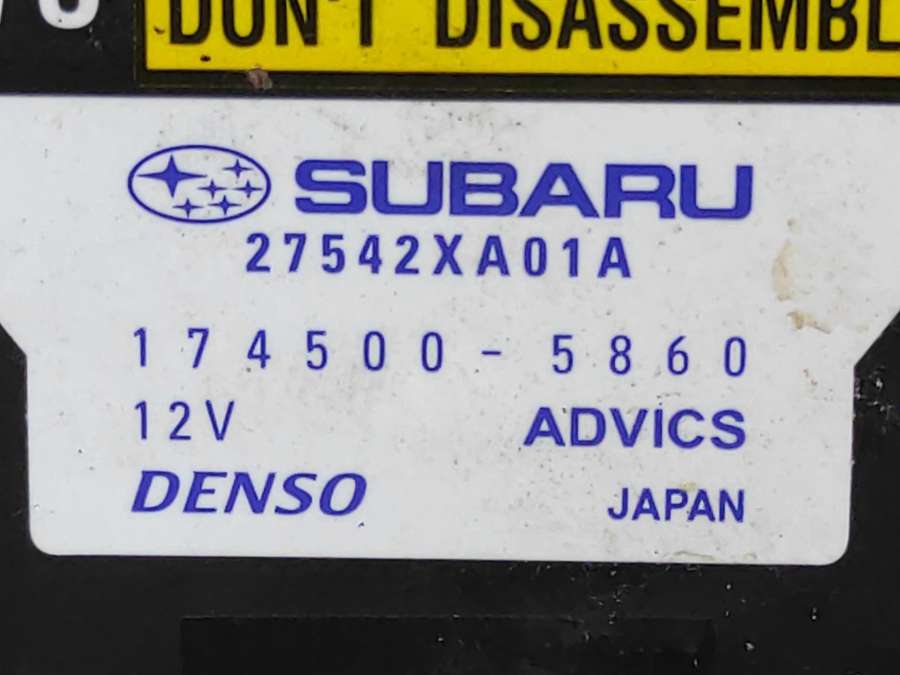 DON'T DISASSEMBL
SUBARU
27542XA01A
174500-5860
12V ADVICS
DENSO JAPAN